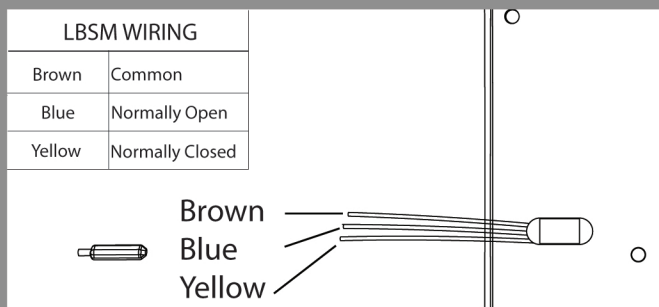 LBSM WIRING
Brown Common
Blue Normally Open
Yellow Normally Closed
Brown
Blue
Yellow